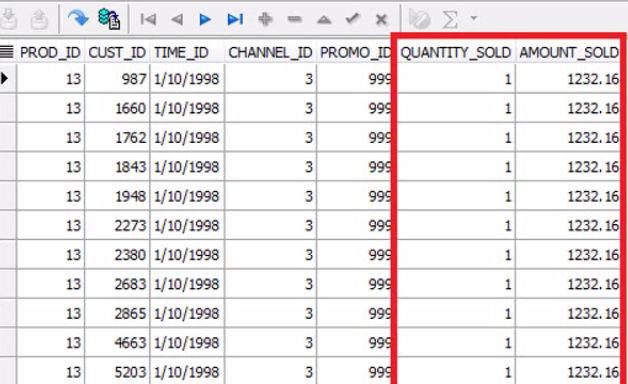 PROD_ID CUST_ID TIME_ID CHANNEL_ID PROMO_ID QUANTITY_SOLD AMOUNT_SOLD
13 987 1/10/1998 3 999 1 1232.16
13 1660 1/10/1998 3 999 1 1232.16
13 1762 1/10/1998 3 999 1 1232.16
13 1843 1/10/1998 3 999 1 1232.16
13 1948 1/10/1998 3 999 1 1232.16
13 2273 1/10/1998 3 999 1 1232.16
13 2380 1/10/1998 3 999 1 1232.16
13 2683 1/10/1998 3 999 1 1232.16
13 2865 1/10/1998 3 999 1 1232.16
13 4663 1/10/1998 3 999 1 1232.16
13 5203 1/10/1998 3 999 1 1232.16